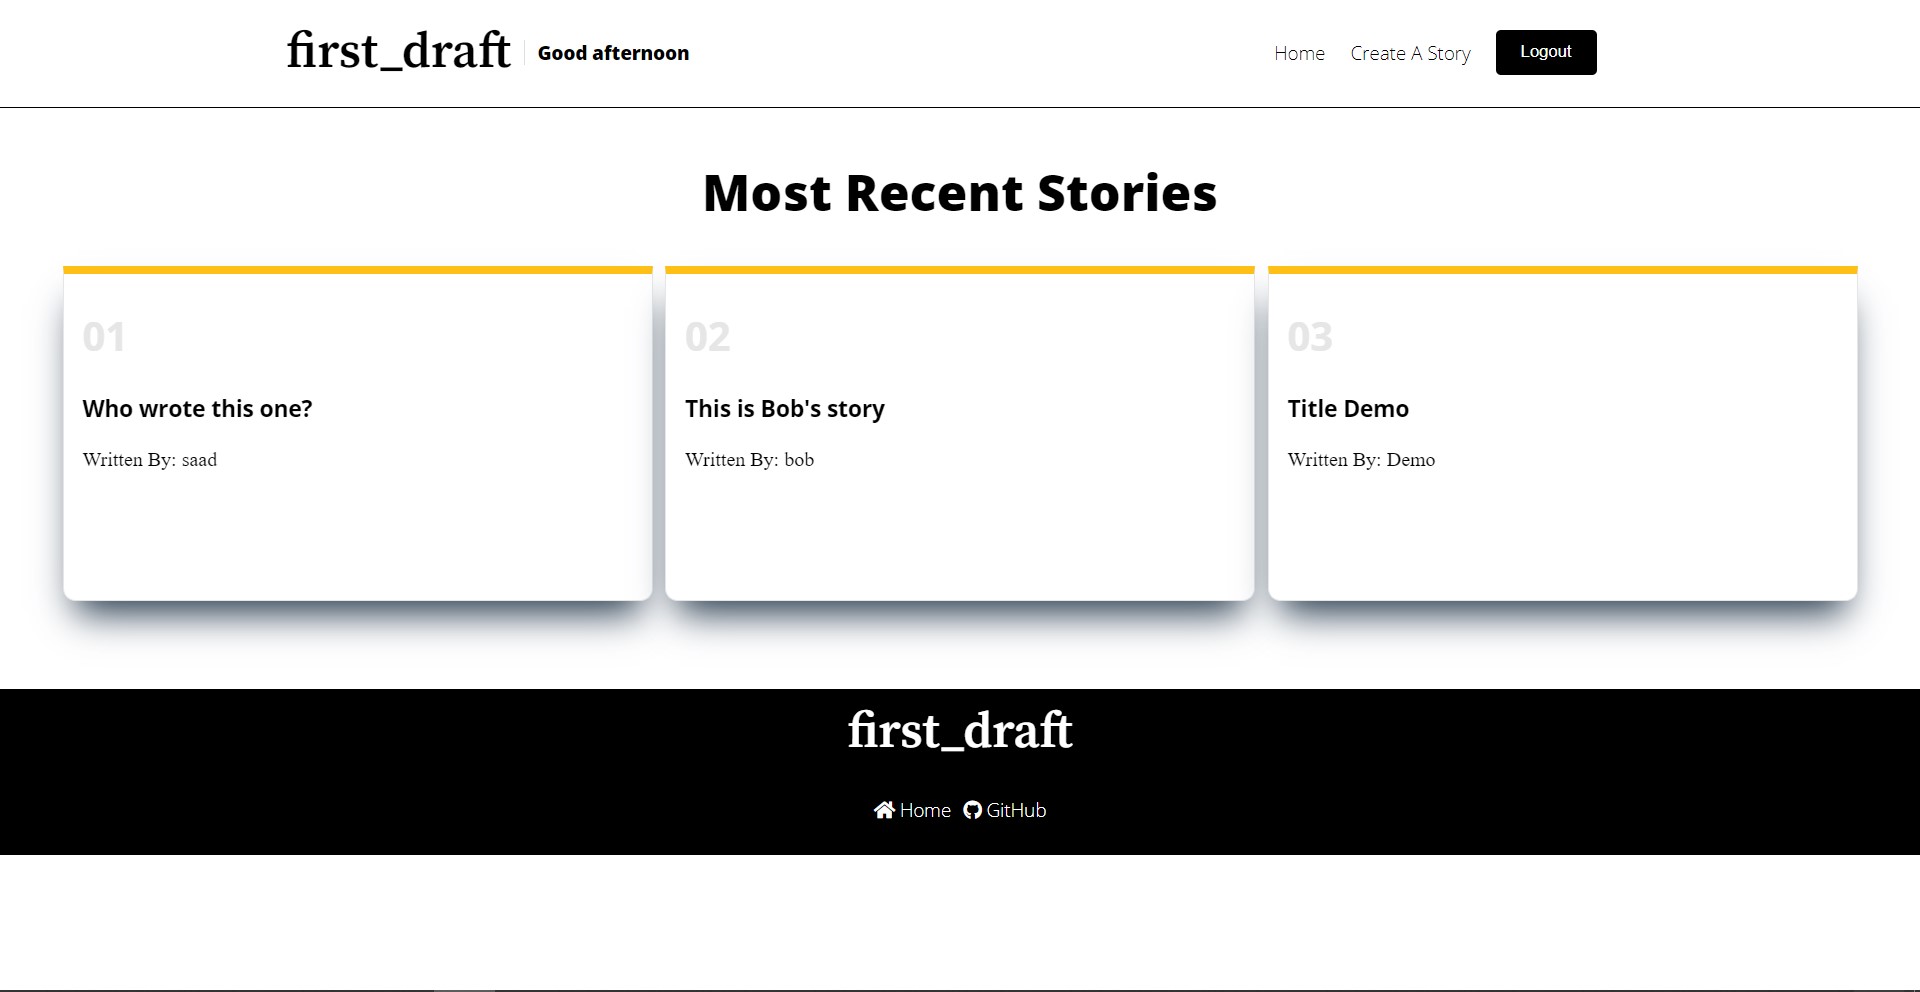 first_draft Good afternoon Home Create A Story Logout
Most Recent Stories
01
Who wrote this one?
Written By: saad
02
This is Bob's story
Written By: bob
03
Title Demo
Written By: Demo
first_draft
Home GitHub